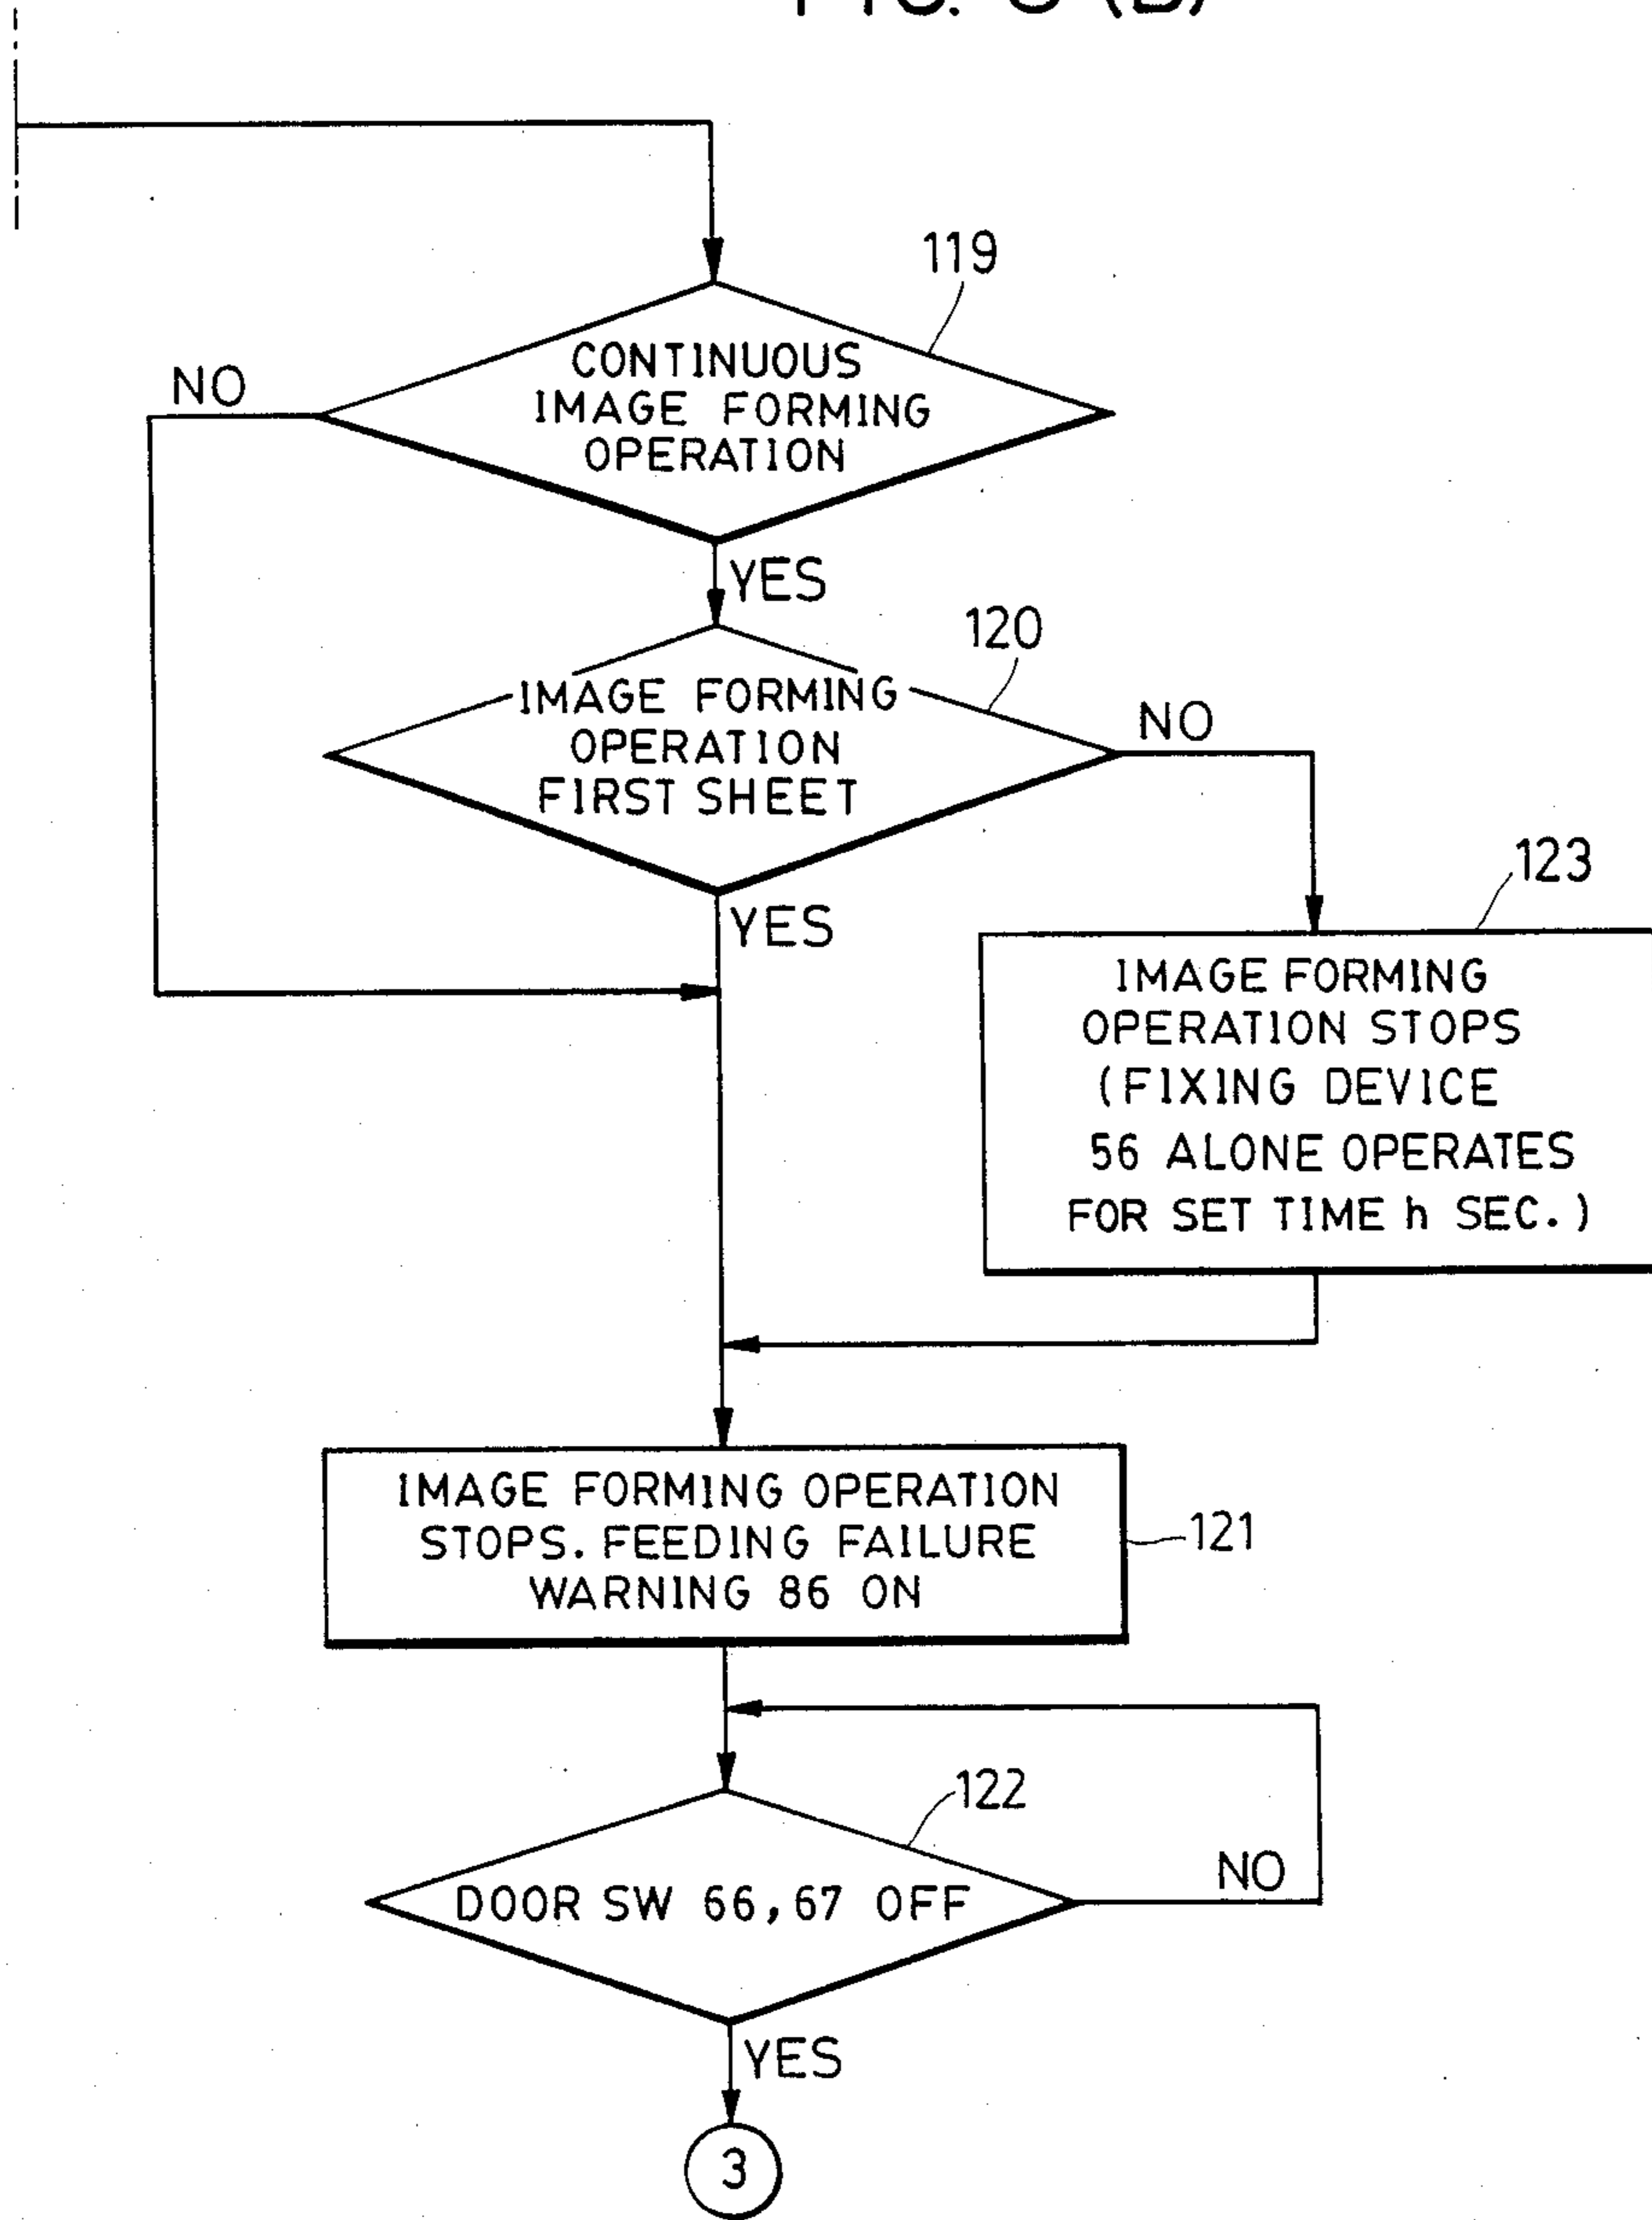 119
CONTINUOUS
IMAGE FORMING
OPERATION
NO
YES
120
IMAGE FORMING
OPERATION
FIRST SHEET
NO
YES
123
IMAGE FORMING
OPERATION STOPS
(FIXING DEVICE
56 ALONE OPERATES
FOR SET TIME h SEC.)
IMAGE FORMING OPERATION
STOPS. FEEDING FAILURE
WARNING 86 ON
121
122
DOOR SW 66,67 OFF
NO
YES
3